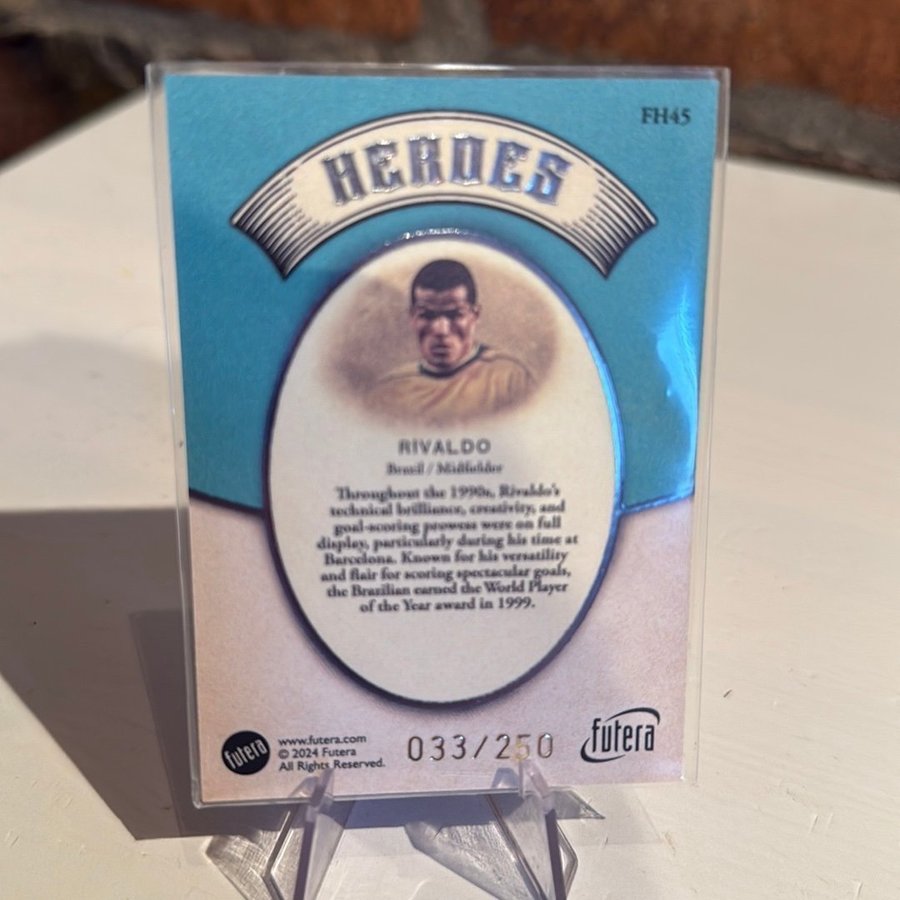 FH45
HEROES
RIVALDO
Brazil / Midfielder
Throughout the 1990s, Rivaldo's
technical brilliance, creativity, and
goal-scoring prowess were on full
display, particularly during his time at
Barcelona. Known for his versatility
and flair for scoring spectacular goals,
the Brazilian earned the World Player
of the Year award in 1999.
futera
www.futera.com
© 2024 Futera
All Rights Reserved.
033/250
futera